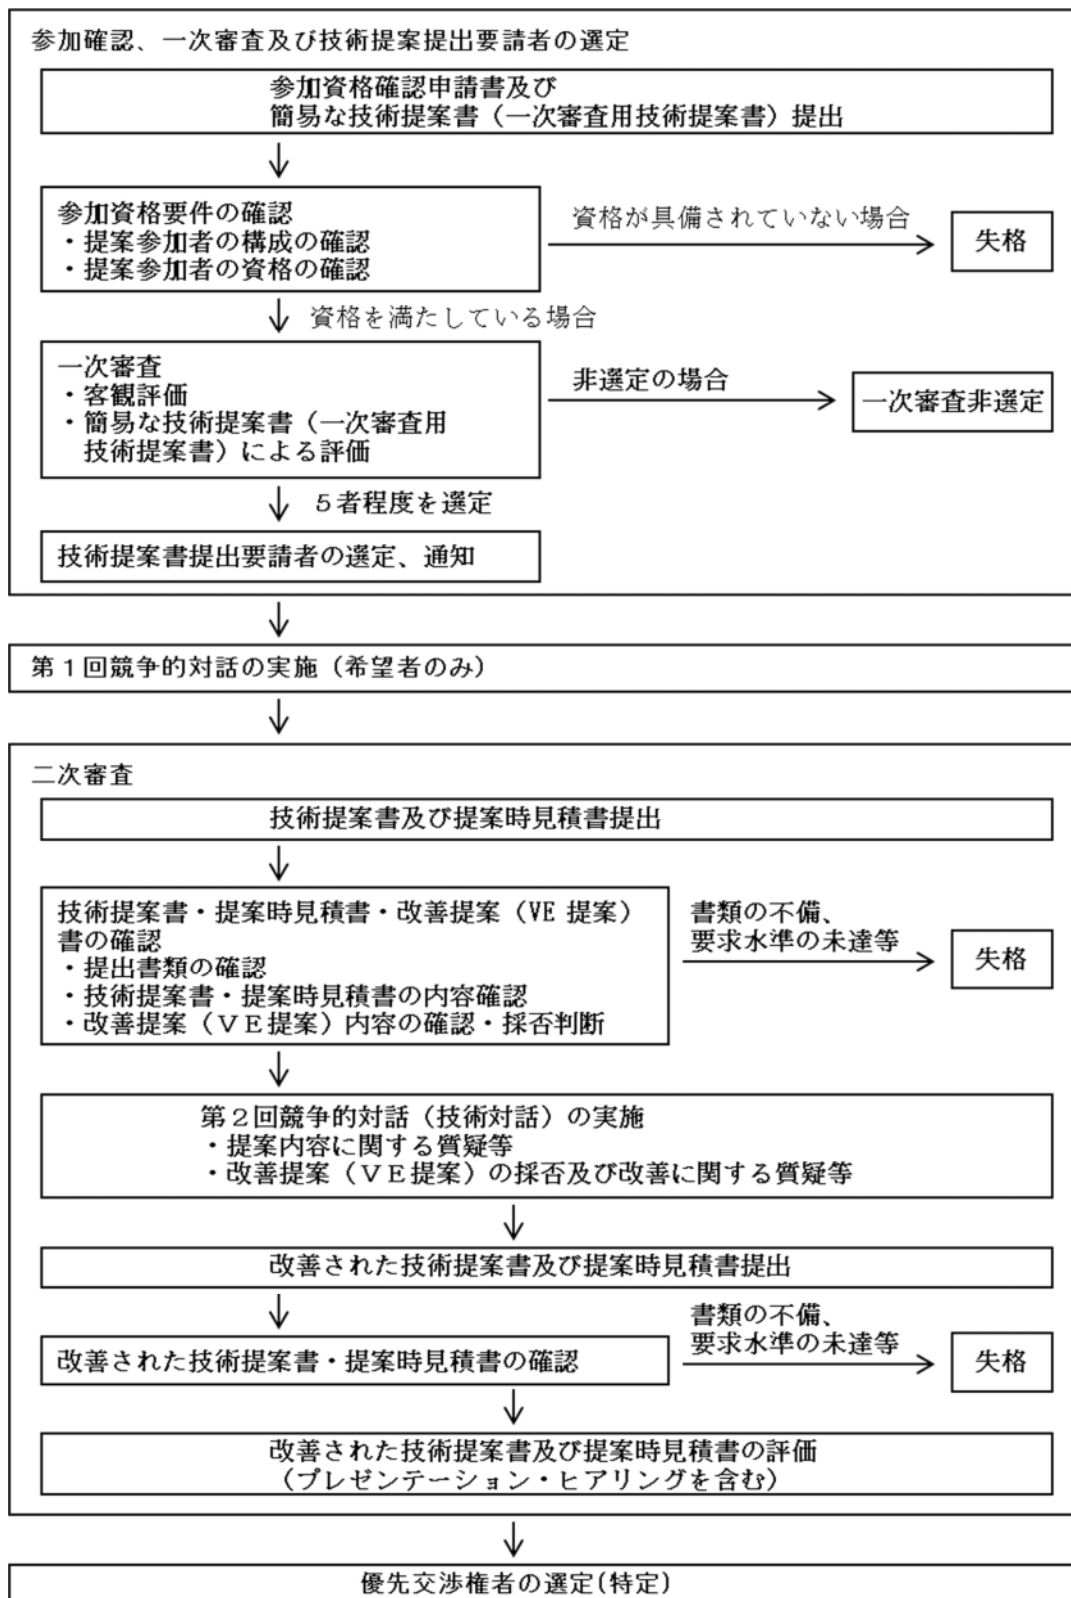 参加確認、一次審査及び技術提案提出要請者の選定
参加資格確認申請書及び
簡易な技術提案書（一次審査用技術提案書）提出
参加資格要件の確認
・提案参加者の構成の確認
・提案参加者の資格の確認
資格が具備されていない場合
失格
資格を満たしている場合
一次審査
・客観評価
・簡易な技術提案書（一次審査用
技術提案書）による評価
非選定の場合
一次審査非選定
５者程度を選定
技術提案書提出要請者の選定、通知
第１回競争的対話の実施（希望者のみ）
二次審査
技術提案書及び提案時見積書提出
技術提案書・提案時見積書・改善提案（VE 提案）
書の確認
・提出書類の確認
・技術提案書・提案時見積書の内容確認
・改善提案（ＶＥ提案）内容の確認・採否判断
書類の不備、
要求水準の未達等
失格
第２回競争的対話（技術対話）の実施
・提案内容に関する質疑等
・改善提案（ＶＥ提案）の採否及び改善に関する質疑等
改善された技術提案書及び提案時見積書提出
改善された技術提案書・提案時見積書の確認
書類の不備、
要求水準の未達等
失格
改善された技術提案書及び提案時見積書の評価
（プレゼンテーション・ヒアリングを含む）
優先交渉権者の選定(特定)